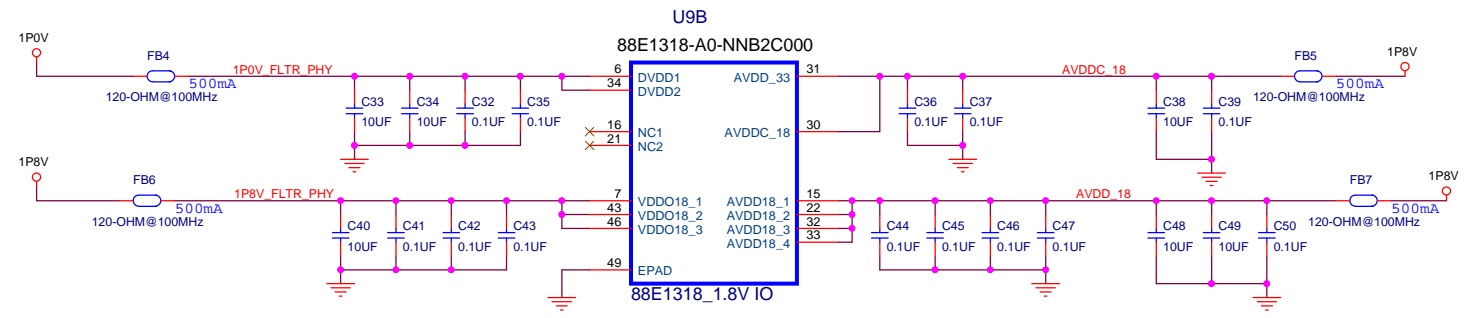 U9B
88E1318-A0-NNB2C000
1P0V
FB4
500mA
120-OHM@100MHz
1P0V_FLTR_PHY
C33
10UF
C34
10UF
C32
0.1UF
C35
0.1UF
6 DVDD1
34 DVDD2
16 NC1
21 NC2
AVDD_33 31
AVDDC_18 30
AVDDC_18
C36
0.1UF
C37
0.1UF
C38
10UF
C39
0.1UF
FB5
500mA
120-OHM@100MHz
1P8V
1P8V
FB6
500mA
120-OHM@100MHz
1P8V_FLTR_PHY
C40
10UF
C41
0.1UF
C42
0.1UF
C43
0.1UF
7 VDDO18_1
43 VDDO18_2
46 VDDO18_3
49 EPAD
AVDD18_1 15
AVDD18_2 22
AVDD18_3 32
AVDD18_4 33
AVDD_18
C44
0.1UF
C45
0.1UF
C46
0.1UF
C47
0.1UF
C48
10UF
C49
10UF
C50
0.1UF
FB7
500mA
120-OHM@100MHz
1P8V
88E1318_1.8V IO